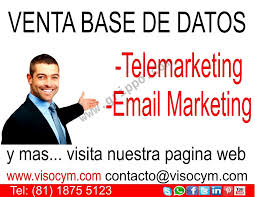 VENTA BASE DE DATOS
-Telemarketing
-Email Marketing
y mas... visita nuestra pagina web
www.visocym.com contacto@visocym.com
Tel: (81) 1875 5123